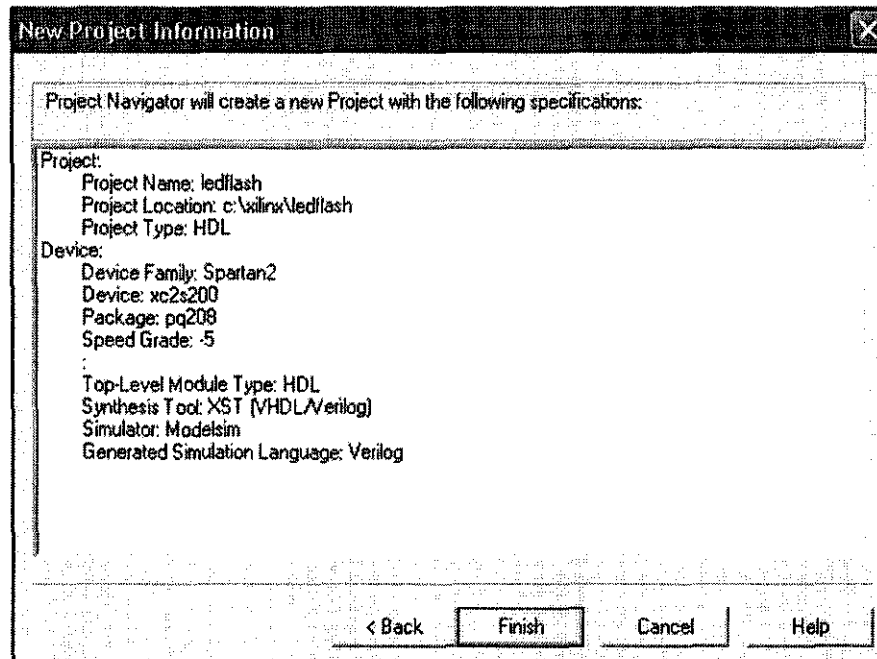 New Project Information
Project Navigator will create a new Project with the following specifications:
Project:
Project Name: ledflash
Project Location: c:\xilinx\ledflash
Project Type: HDL
Device:
Device Family: Spartan2
Device: xc2s200
Package: pq208
Speed Grade: -5
:
Top-Level Module Type: HDL
Synthesis Tool: XST (VHDL/Verilog)
Simulator: Modelsim
Generated Simulation Language: Verilog
< Back Finish Cancel Help